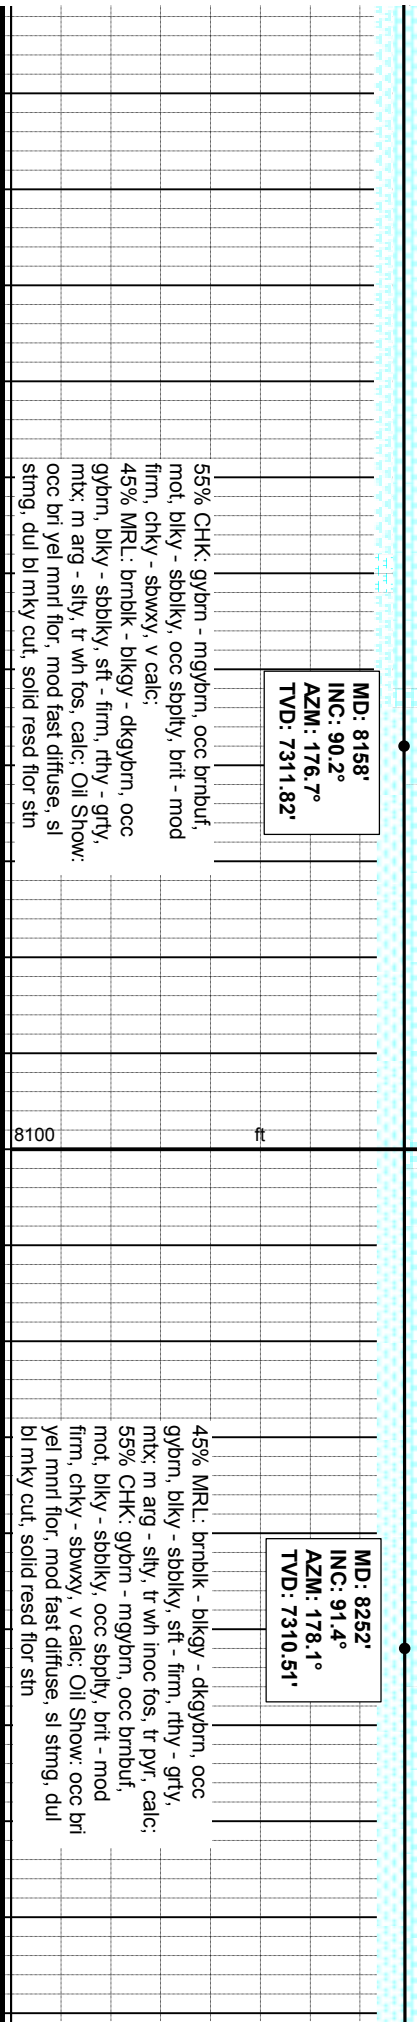 MD: 8158'
INC: 90.2°
AZM: 176.7°
TVD: 7311.82'
55% CHK: gybrn - mgybrn, occ brnbuf,
mot, blky - sbblky, occ sbplty, brit - mod
firm, chky - sbwxy, v calc;
45% MRL: brnblk - blkgy - dkgybrn, occ
gybrn, blky - sbblky, sft - firm, rthy - grty,
mtx; m arg - slty, tr wh fos, calc; Oil Show:
occ bri yel mnrl flor, mod fast diffuse, sl
stmg, dul bl mky cut, solid resd flor stn
8100
ft
MD: 8252'
INC: 91.4°
AZM: 178.1°
TVD: 7310.51'
45% MRL: brnblk - blkgy - dkgybrn, occ
gybrn, blky - sbblky, sft - firm, rthy - grty,
mtx; m arg - slty, tr wh inoc fos, tr pyr, calc;
55% CHK: gybrn - mgybrn, occ brnbuf,
mot, blky - sbblky, occ sbplty, brit - mod
firm, chky - sbwxy, v calc; Oil Show: occ bri
yel mnrl flor, mod fast diffuse, sl stmg, dul
bl mky cut, solid resd flor stn